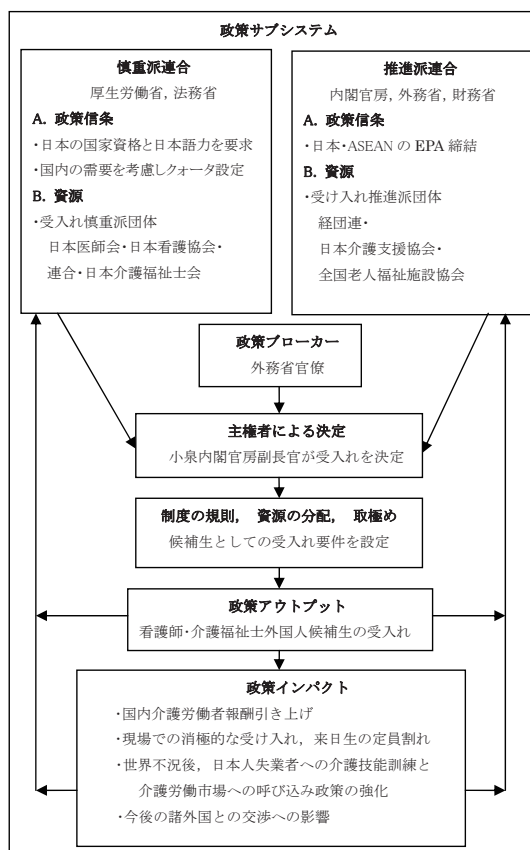 政策サブシステム
慎重派連合
厚生労働省，法務省
A. 政策信条
・日本の国家資格と日本語力を要求
・国内の需要を考慮しクォータ設定
B. 資源
・受入れ慎重派団体
日本医師会・日本看護協会・
連合・日本介護福祉士会
推進派連合
内閣官房，外務省，財務省
A. 政策信条
・日本・ASEAN の EPA 締結
B. 資源
・受け入れ推進派団体
経団連・
日本介護支援協会・
全国老人福祉施設協会
政策ブローカー
外務省官僚
主権者による決定
小泉内閣官房副長官が受入れを決定
制度の規則， 資源の分配， 取極め
候補生としての受入れ要件を設定
政策アウトプット
看護師・介護福祉士外国人候補生の受入れ
政策インパクト
・国内介護労働者報酬引き上げ
・現場での消極的な受け入れ，来日生の定員割れ
・世界不況後，日本人失業者への介護技能訓練と
介護労働市場への呼び込み政策の強化
・今後の諸外国との交渉への影響